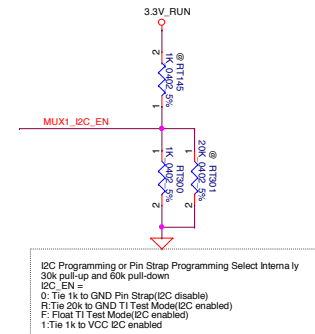 3.3V_RUN
2
@ RT145
1K_0402_5%
1
MUX1_I2C_EN
1
1
@ RT301
20K_0402_5%
RT300
1K_0402_5%
2
2
I2C Programming or Pin Strap Programming Select Interna ly
30k pull-up and 60k pull-down
I2C_EN =
0: Tie 1k to GND Pin Strap(I2C disable)
R:Tie 20k to GND TI Test Mode(I2C enabled)
F: Float TI Test Mode(I2C enabled)
1:Tie 1k to VCC I2C enabled